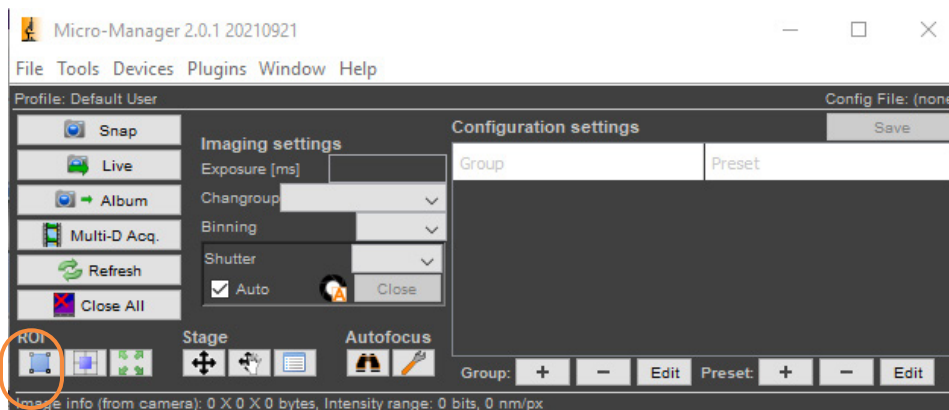 Micro-Manager 2.0.1 20210921
File Tools Devices Plugins Window Help
Profile: Default User
Config File: (none
Snap
Live
Album
Multi-D Acq.
Refresh
Close All
Imaging settings
Exposure [ms]
Changroup
Binning
Shutter
Auto
A
Close
Configuration settings
Save
Group Preset
ROI
Stage
Autofocus
Group: + − Edit Preset: + − Edit
Image info (from camera): 0 X 0 X 0 bytes, Intensity range: 0 bits, 0 nm/px